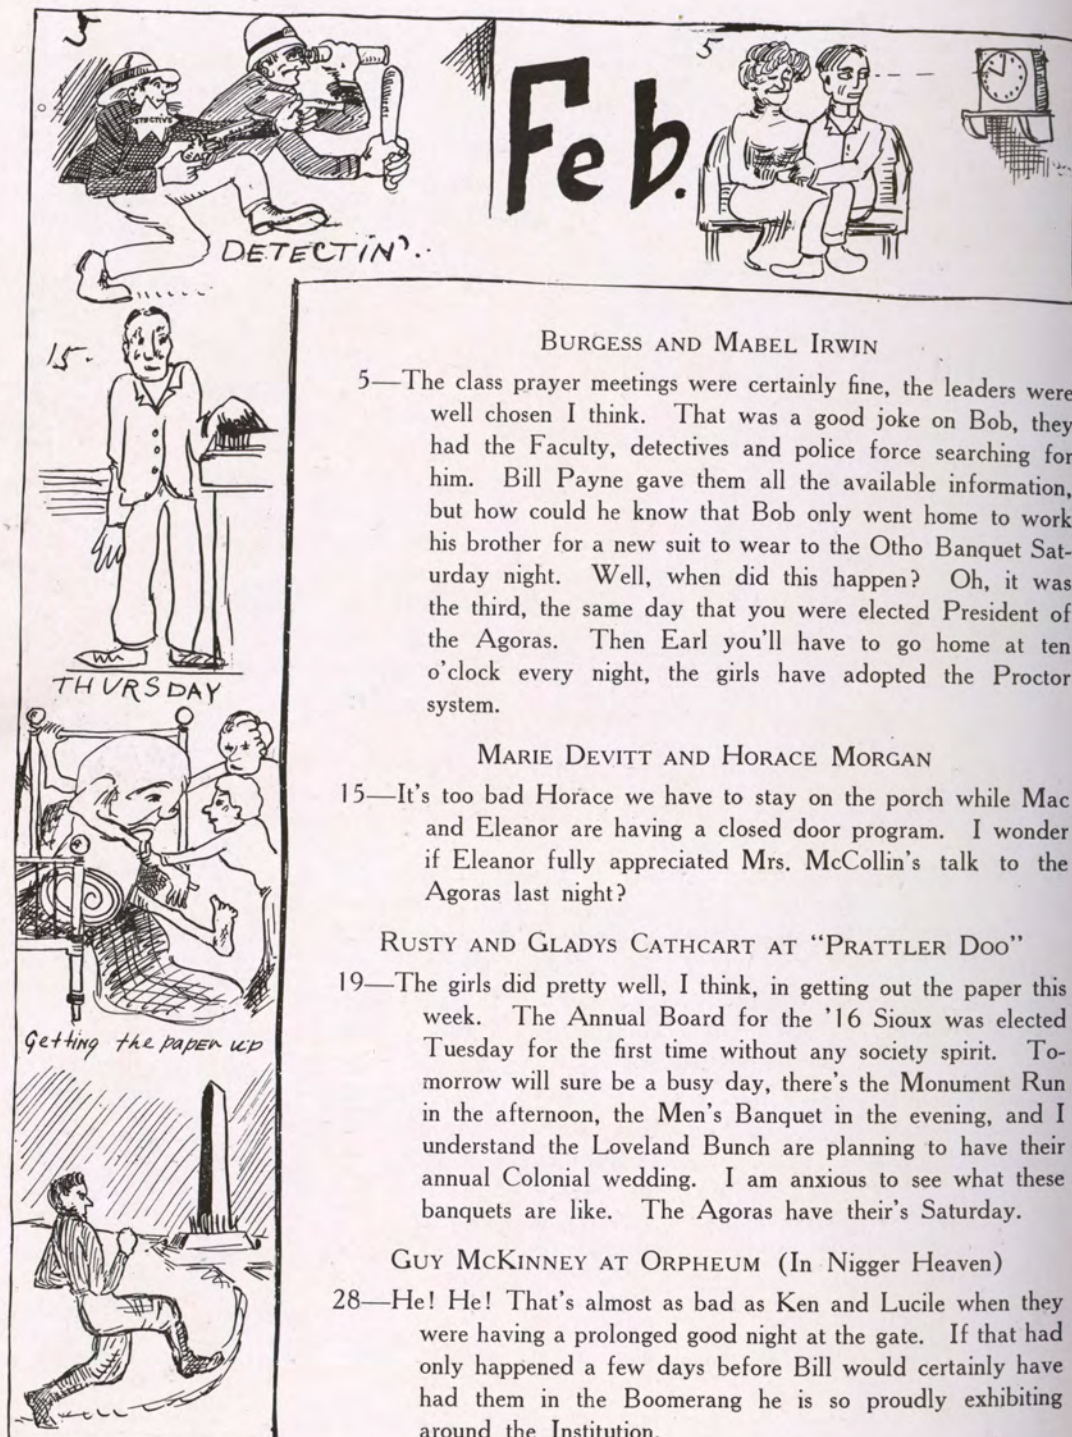 5
DETECTIVE
DETECTIN'.
Feb.
5
BURGESS AND MABEL IRWIN
5—The class prayer meetings were certainly fine, the leaders were
well chosen I think. That was a good joke on Bob, they
had the Faculty, detectives and police force searching for
him. Bill Payne gave them all the available information,
but how could he know that Bob only went home to work
his brother for a new suit to wear to the Otho Banquet Sat-
urday night. Well, when did this happen? Oh, it was
the third, the same day that you were elected President of
the Agoras. Then Earl you'll have to go home at ten
o'clock every night, the girls have adopted the Proctor
system.
15.
THURSDAY
MARIE DEVITT AND HORACE MORGAN
15—It's too bad Horace we have to stay on the porch while Mac
and Eleanor are having a closed door program. I wonder
if Eleanor fully appreciated Mrs. McCollin's talk to the
Agoras last night?
RUSTY AND GLADYS CATHCART AT "PRATTLER DOO"
19—The girls did pretty well, I think, in getting out the paper this
week. The Annual Board for the '16 Sioux was elected
Tuesday for the first time without any society spirit. To-
morrow will sure be a busy day, there's the Monument Run
in the afternoon, the Men's Banquet in the evening, and I
understand the Loveland Bunch are planning to have their
annual Colonial wedding. I am anxious to see what these
banquets are like. The Agoras have their's Saturday.
Getting the paper up
GUY MCKINNEY AT ORPHEUM (In Nigger Heaven)
28—He! He! That's almost as bad as Ken and Lucile when they
were having a prolonged good night at the gate. If that had
only happened a few days before Bill would certainly have
had them in the Boomerang he is so proudly exhibiting
around the Institution.